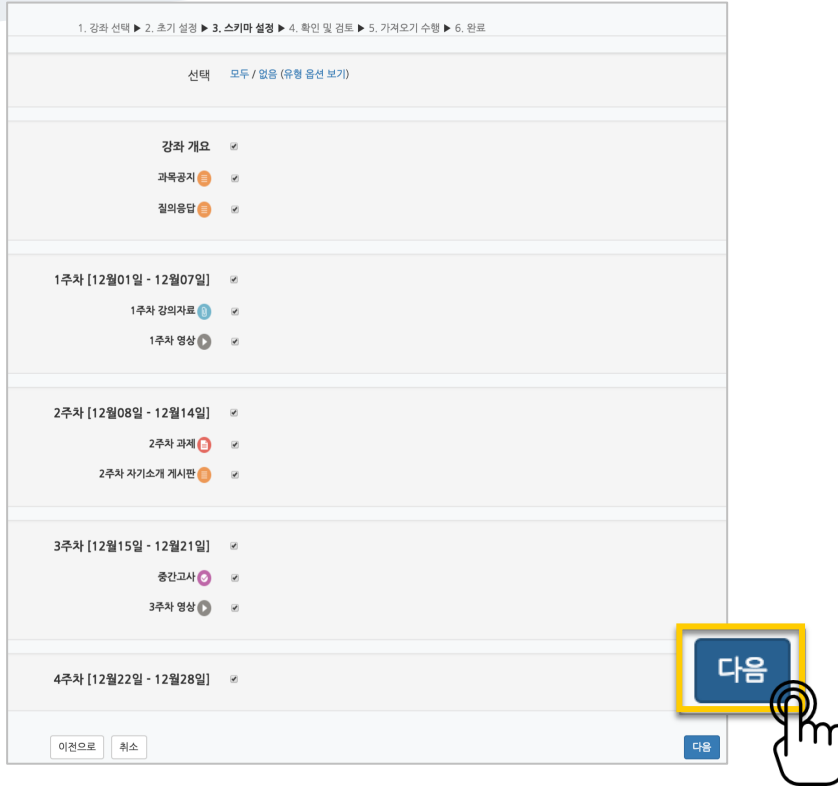 1. 강좌 선택 ▶ 2. 초기 설정 ▶ 3. 스키마 설정 ▶ 4. 확인 및 검토 ▶ 5. 가져오기 수행 ▶ 6. 완료
선택 모두 / 없음 (유형 옵션 보기)
강좌 개요
과목공지
질의응답
1주차 [12월01일 - 12월07일]
1주차 강의자료
1주차 영상
2주차 [12월08일 - 12월14일]
2주차 과제
2주차 자기소개 게시판
3주차 [12월15일 - 12월21일]
중간고사
3주차 영상
4주차 [12월22일 - 12월28일]
다음
이전으로 취소 다음